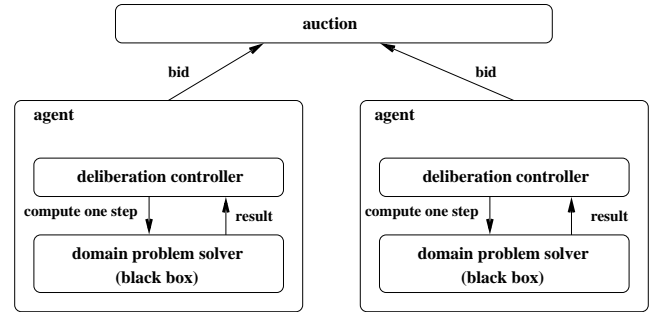 auction
bid
bid
agent
agent
deliberation controller
deliberation controller
compute one step
result
compute one step
result
domain problem solver
(black box)
domain problem solver
(black box)